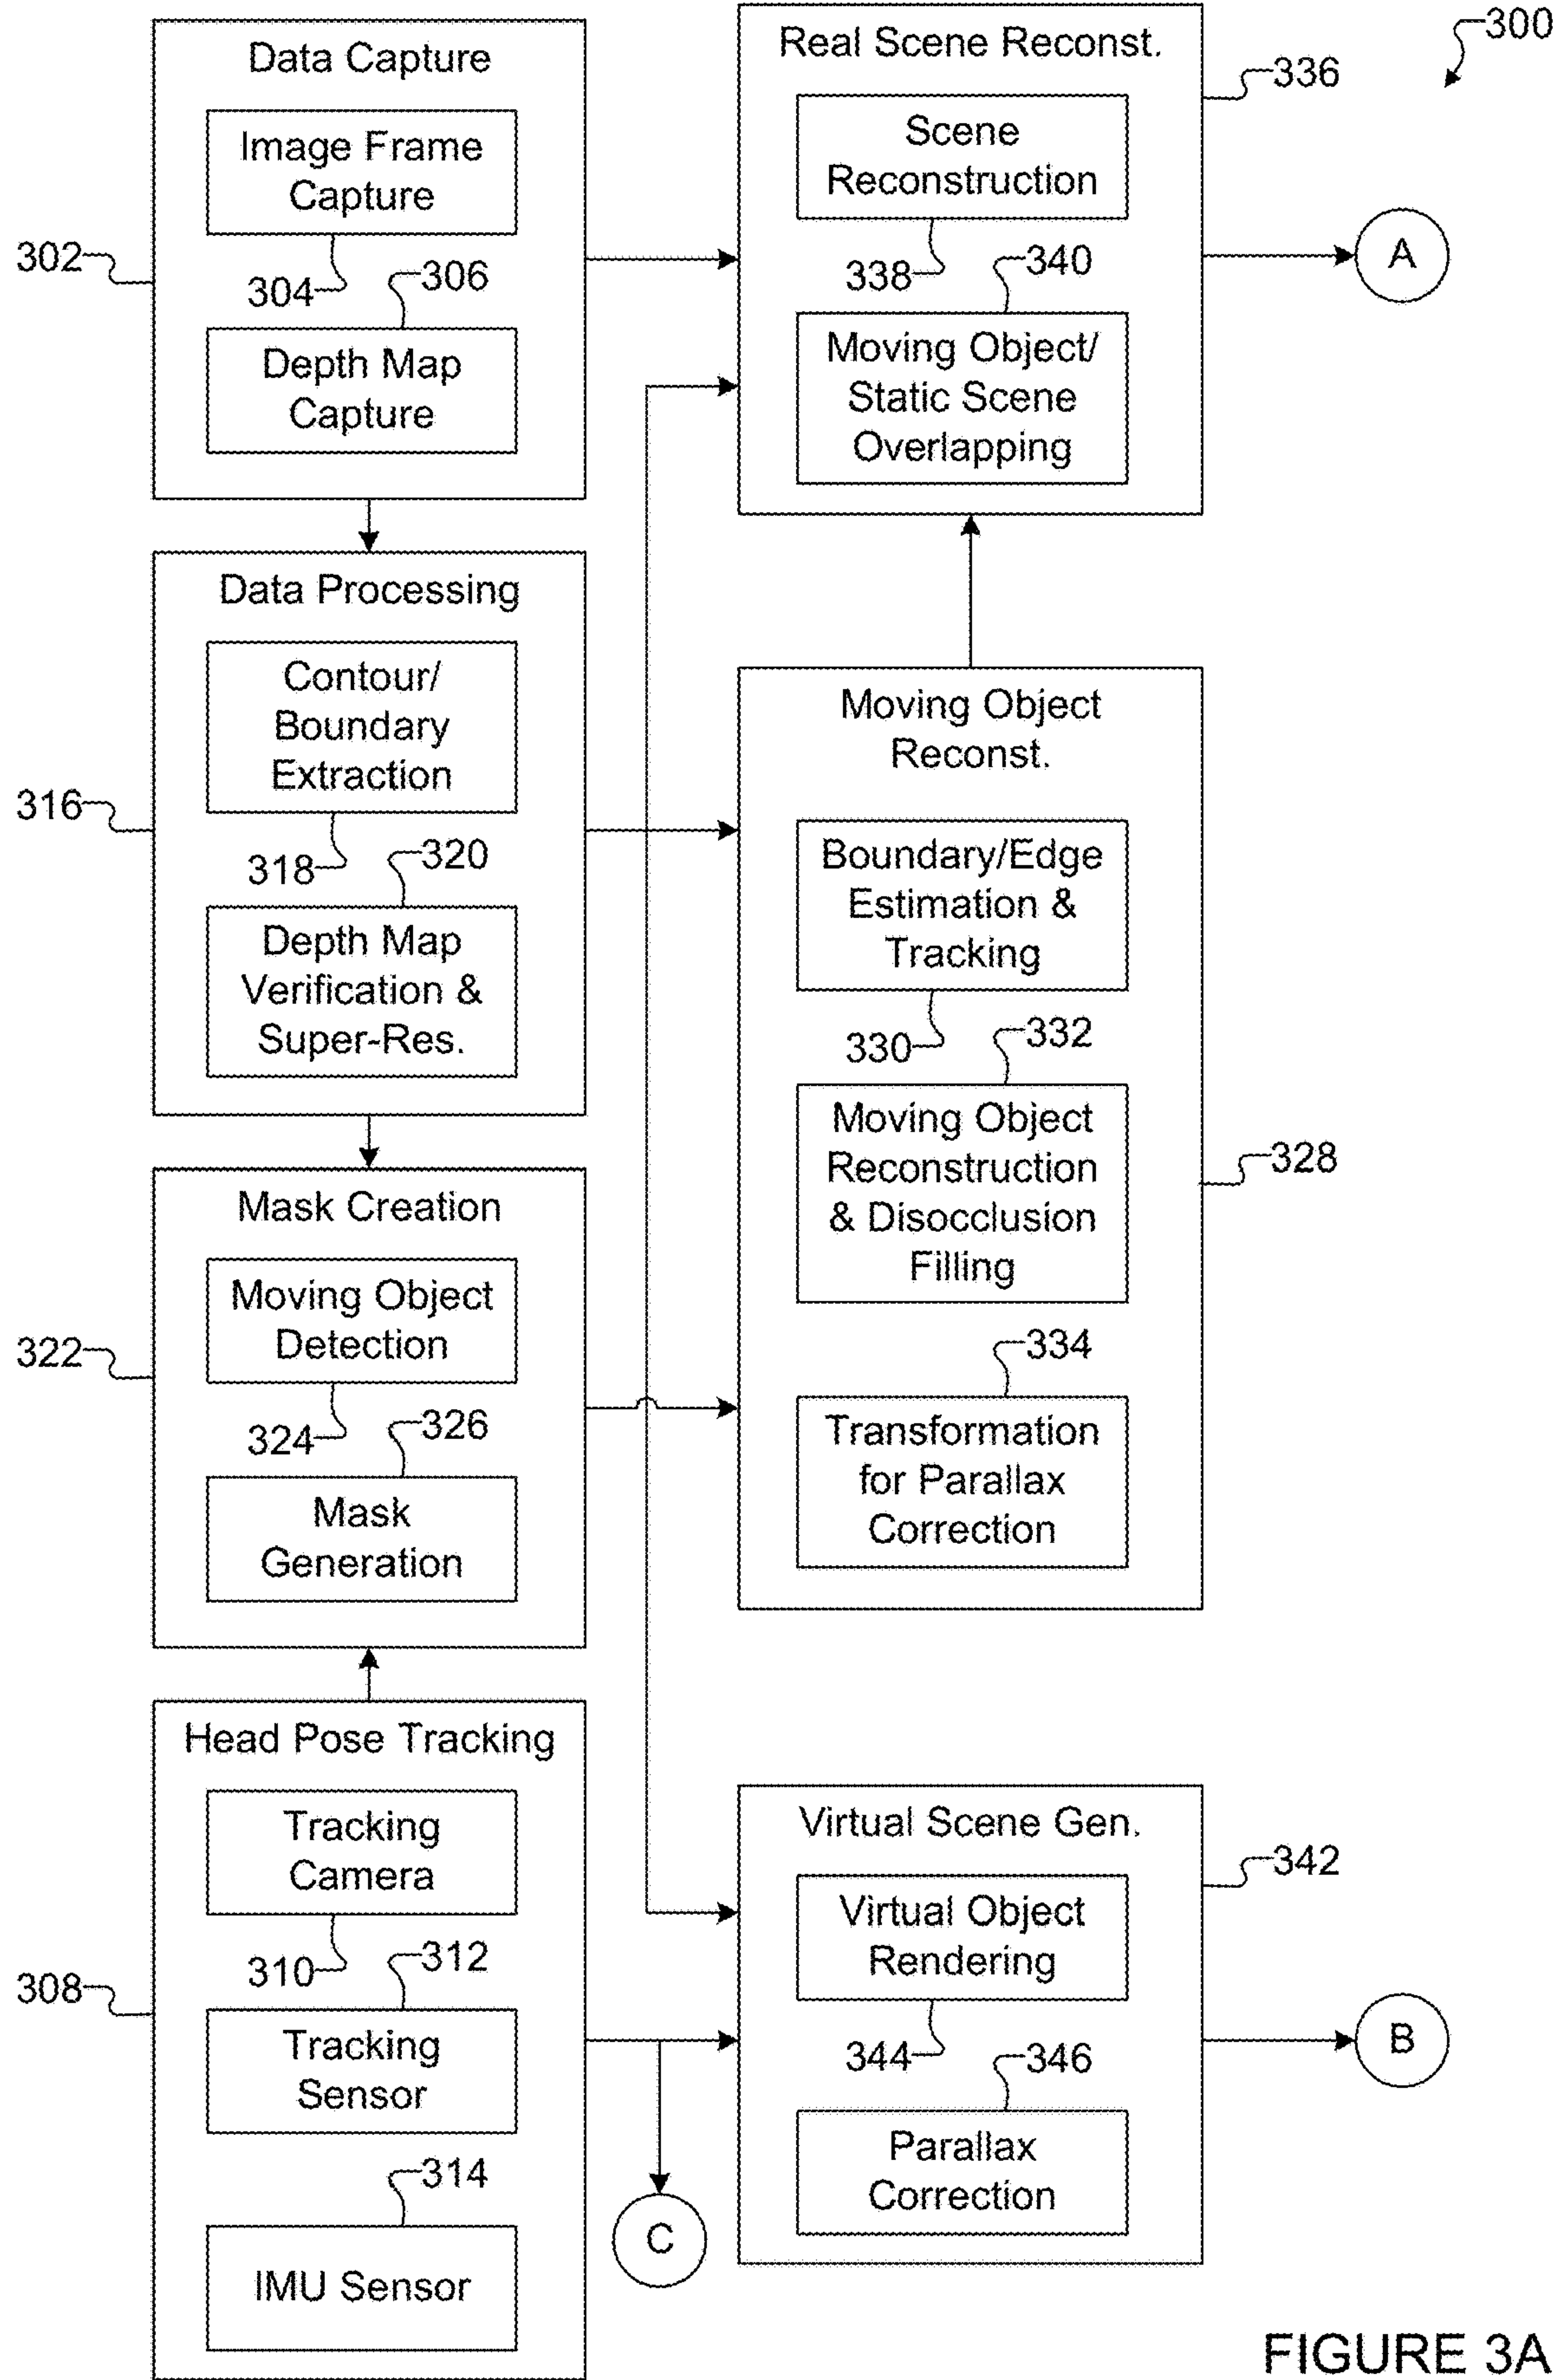 300
Data Capture
Image Frame
Capture
302
304
306
Depth Map
Capture
Real Scene Reconst.
336
Scene
Reconstruction
338
340
Moving Object/
Static Scene
Overlapping
A
Data Processing
Contour/
Boundary
Extraction
316
318
320
Depth Map
Verification &
Super-Res.
Moving Object
Reconst.
Boundary/Edge
Estimation &
Tracking
330
332
Moving Object
Reconstruction
& Disocclusion
Filling
328
334
Transformation
for Parallax
Correction
Mask Creation
Moving Object
Detection
322
324
326
Mask
Generation
Head Pose Tracking
Tracking
Camera
310
312
308
Tracking
Sensor
314
IMU Sensor
C
Virtual Scene Gen.
342
Virtual Object
Rendering
344
346
Parallax
Correction
B
FIGURE 3A